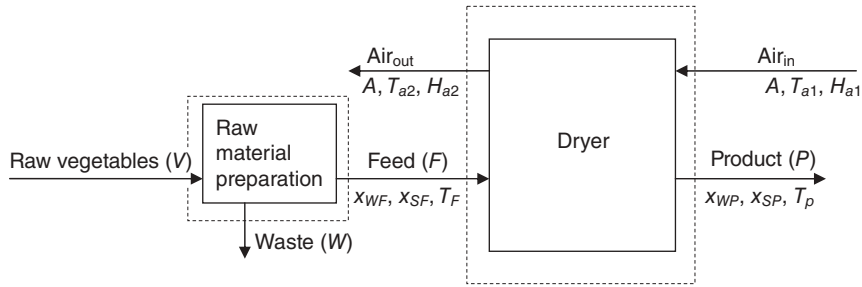 Air_out
A, T_a2, H_a2
Air_in
A, T_a1, H_a1
Raw
material
preparation
Dryer
Raw vegetables (V)
Feed (F)
x_WF, x_SF, T_F
Product (P)
x_WP, x_SP, T_p
Waste (W)